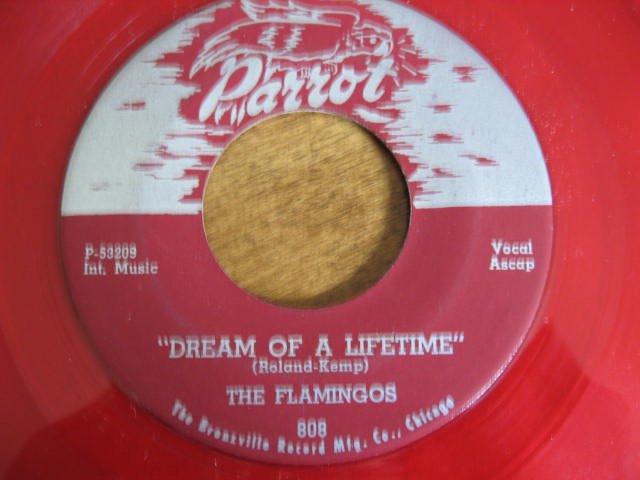 Parrot
P-53209
Int. Music
Vocal
Ascap
"DREAM OF A LIFETIME"
(Roland-Kemp)
THE FLAMINGOS
808
The Bronzville Record Mfg. Co., Chicago